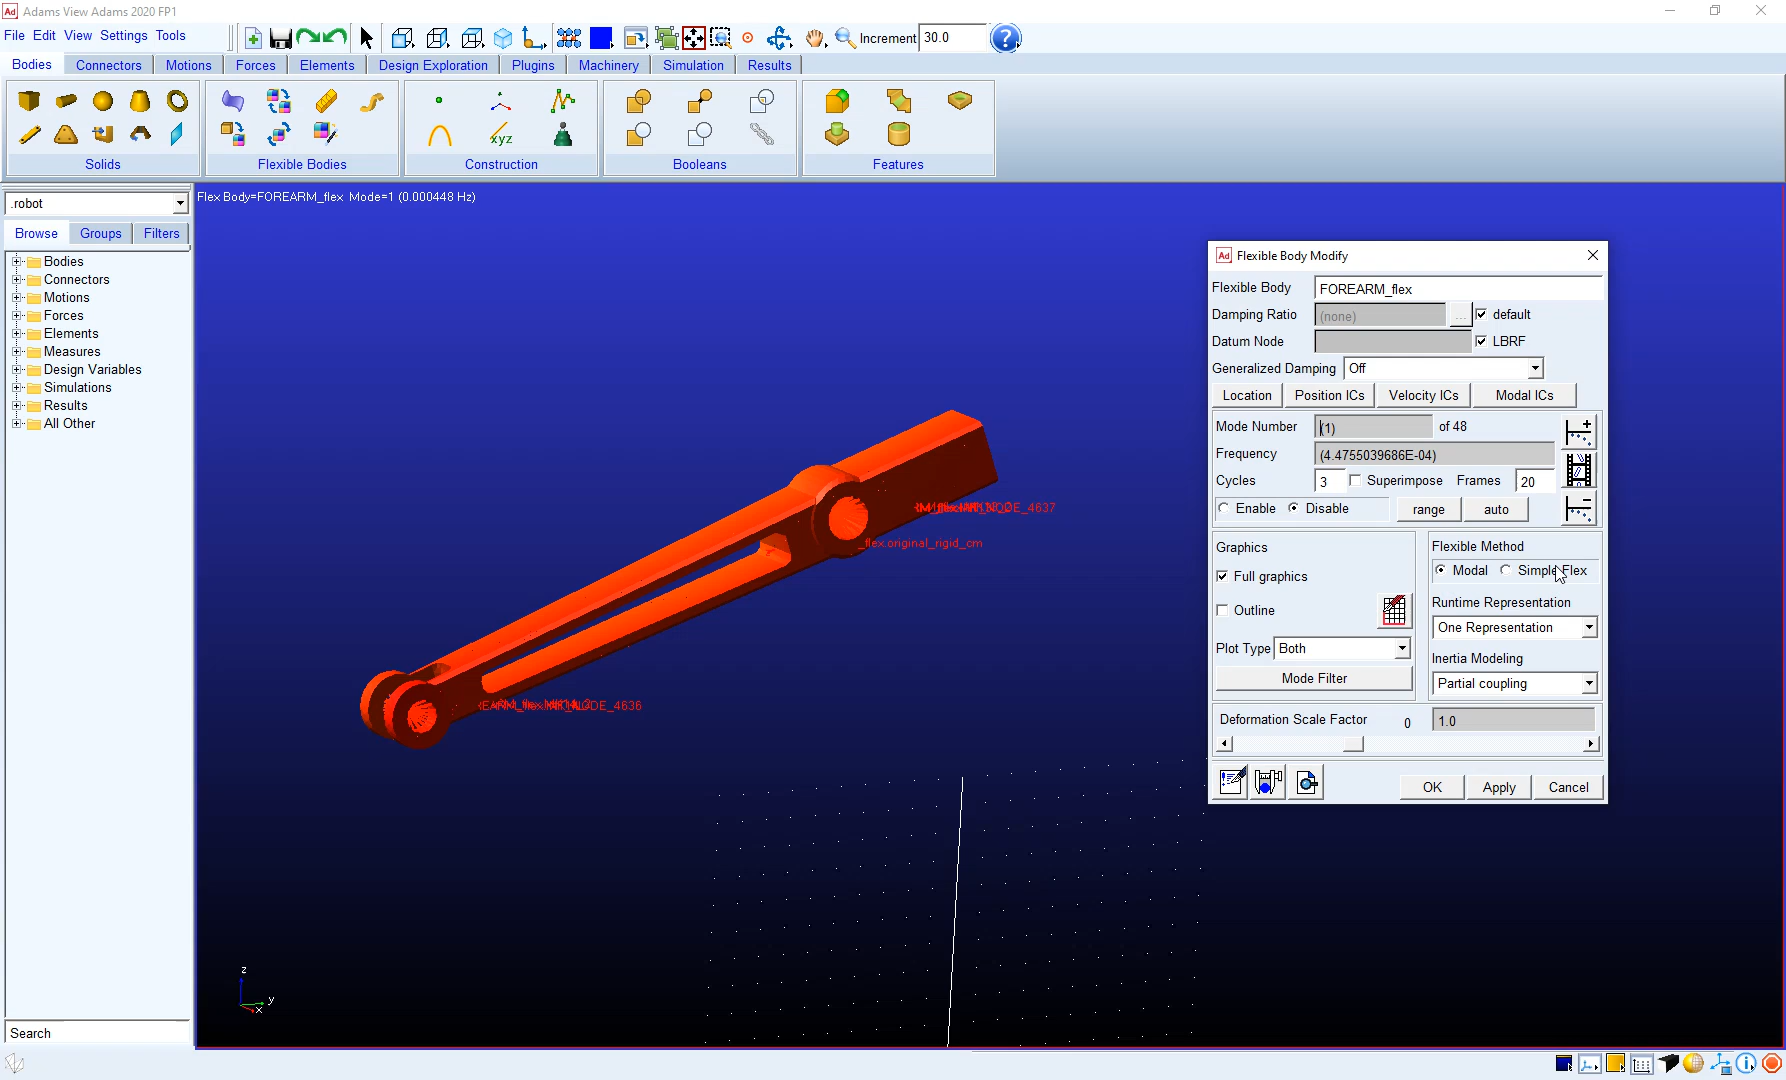 Ad Adams View Adams 2020 FP1
File Edit View Settings Tools
Increment 30.0 ?
Bodies Connectors Motions Forces Elements Design Exploration Plugins Machinery Simulation Results
xyz
Solids Flexible Bodies Construction Booleans Features
.robot
Browse Groups Filters
Bodies
Connectors
Motions
Forces
Elements
Measures
Design Variables
Simulations
Results
All Other
Search
Flex Body=FOREARM_flex Mode=1 (0.000448 Hz)
NODE_4637
_flex.original_rigid_cm
NODE_4636
z
y
x
Ad Flexible Body Modify
Flexible Body FOREARM_flex
Damping Ratio (none) ... default
Datum Node LBRF
Generalized Damping Off
Location Position ICs Velocity ICs Modal ICs
Mode Number (1) of 48
Frequency (4.4755039686E-04)
Cycles 3 Superimpose Frames 20
Enable Disable range auto
Graphics
Full graphics
Outline
Plot Type Both
Mode Filter
Flexible Method
Modal Simple Flex
Runtime Representation
One Representation
Inertia Modeling
Partial coupling
Deformation Scale Factor 0 1.0
OK Apply Cancel